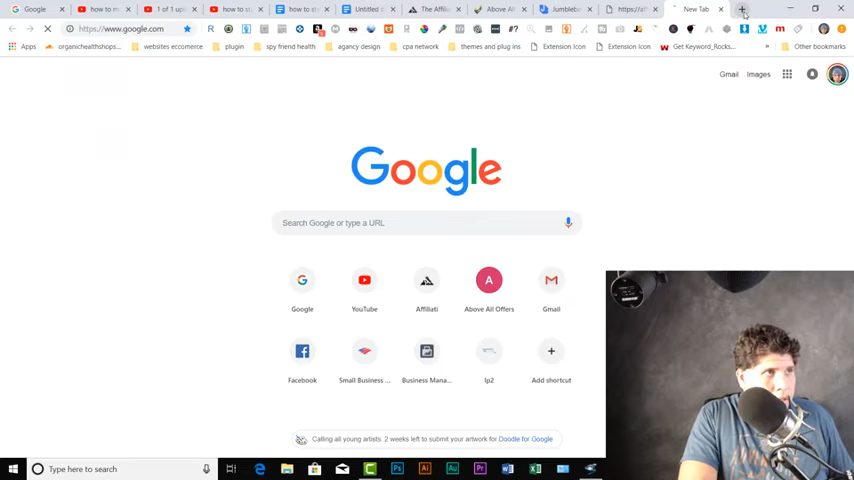 Google
how to m
1 of 1 upl
how to st
how to st
Untitled d
The Affilia
Above All
Jumblebe
https://aff
New Tab
https://www.google.com
Apps
organichealthshops...
websites ecommerce
plugin
spy friend health
agancy design
cpa network
themes and plug ins
Extension Icon
Extension Icon
Get Keyword_Rocks...
»
Other bookmarks
Gmail
Images
Google
Search Google or type a URL
Google
YouTube
Affiliati
Above All Offers
Gmail
Facebook
Small Business ...
Business Mana...
lp2
Add shortcut
Calling all young artists. 2 weeks left to submit your artwork for Doodle for Google
Type here to search